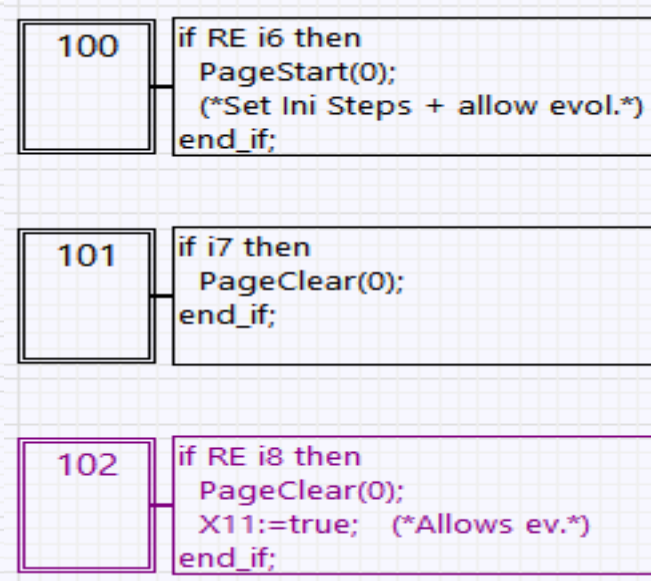 100
if RE i6 then
PageStart(0);
(*Set Ini Steps + allow evol.*)
end_if;
101
if i7 then
PageClear(0);
end_if;
102
if RE i8 then
PageClear(0);
X11:=true; (*Allows ev.*)
end_if;